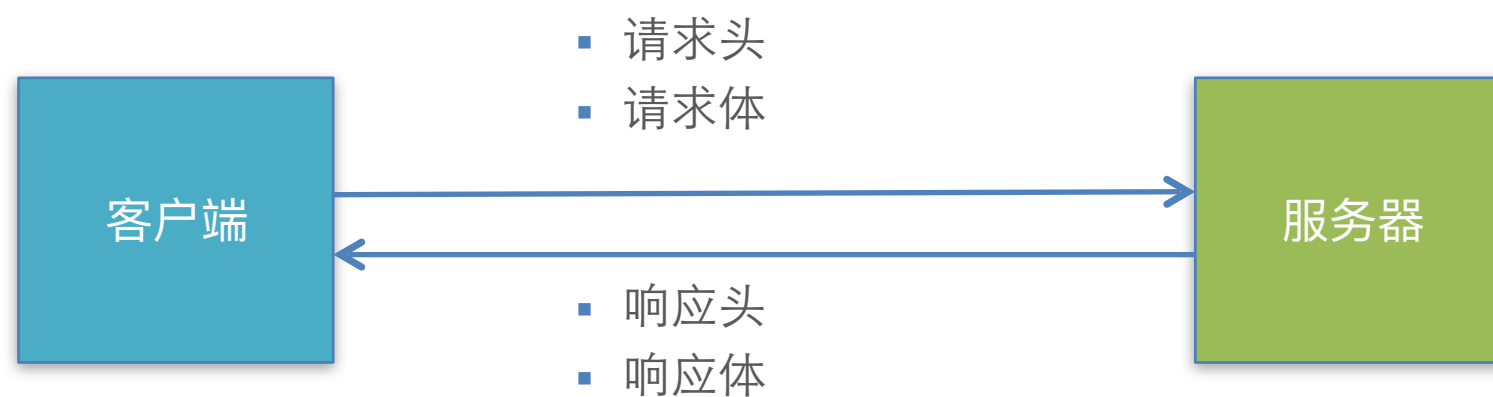 请求头
请求体
客户端
服务器
响应头
响应体